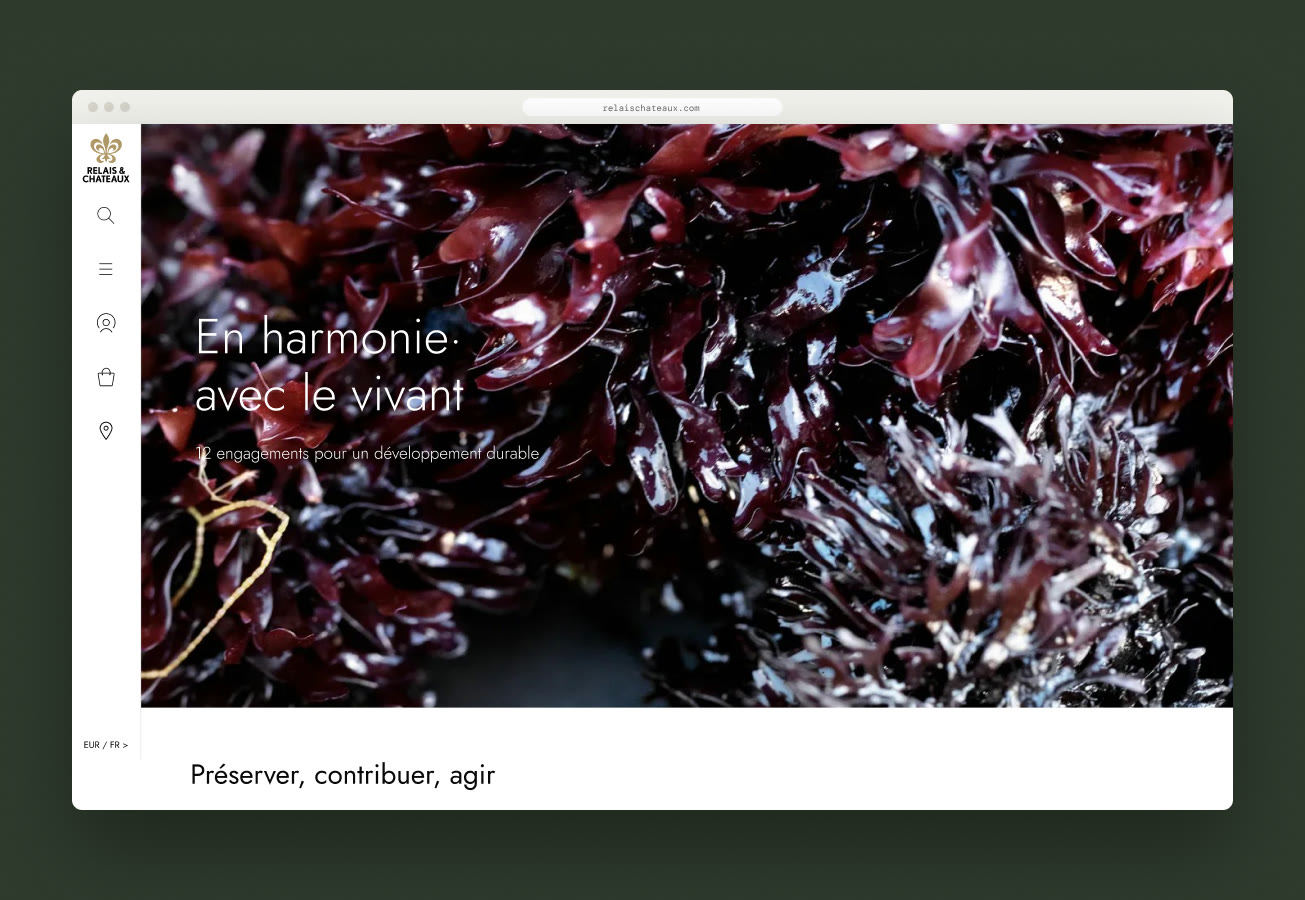 relaischateaux.com
RELAIS &
CHATEAUX
En harmonie·
avec le vivant
12 engagements pour un développement durable
EUR / FR >
Préserver, contribuer, agir